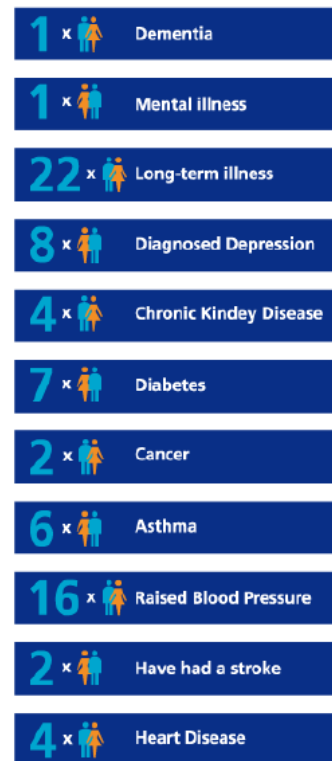 1 x Dementia
1 x Mental illness
22 x Long-term illness
8 x Diagnosed Depression
4 x Chronic Kindey Disease
7 x Diabetes
2 x Cancer
6 x Asthma
16 x Raised Blood Pressure
2 x Have had a stroke
4 x Heart Disease